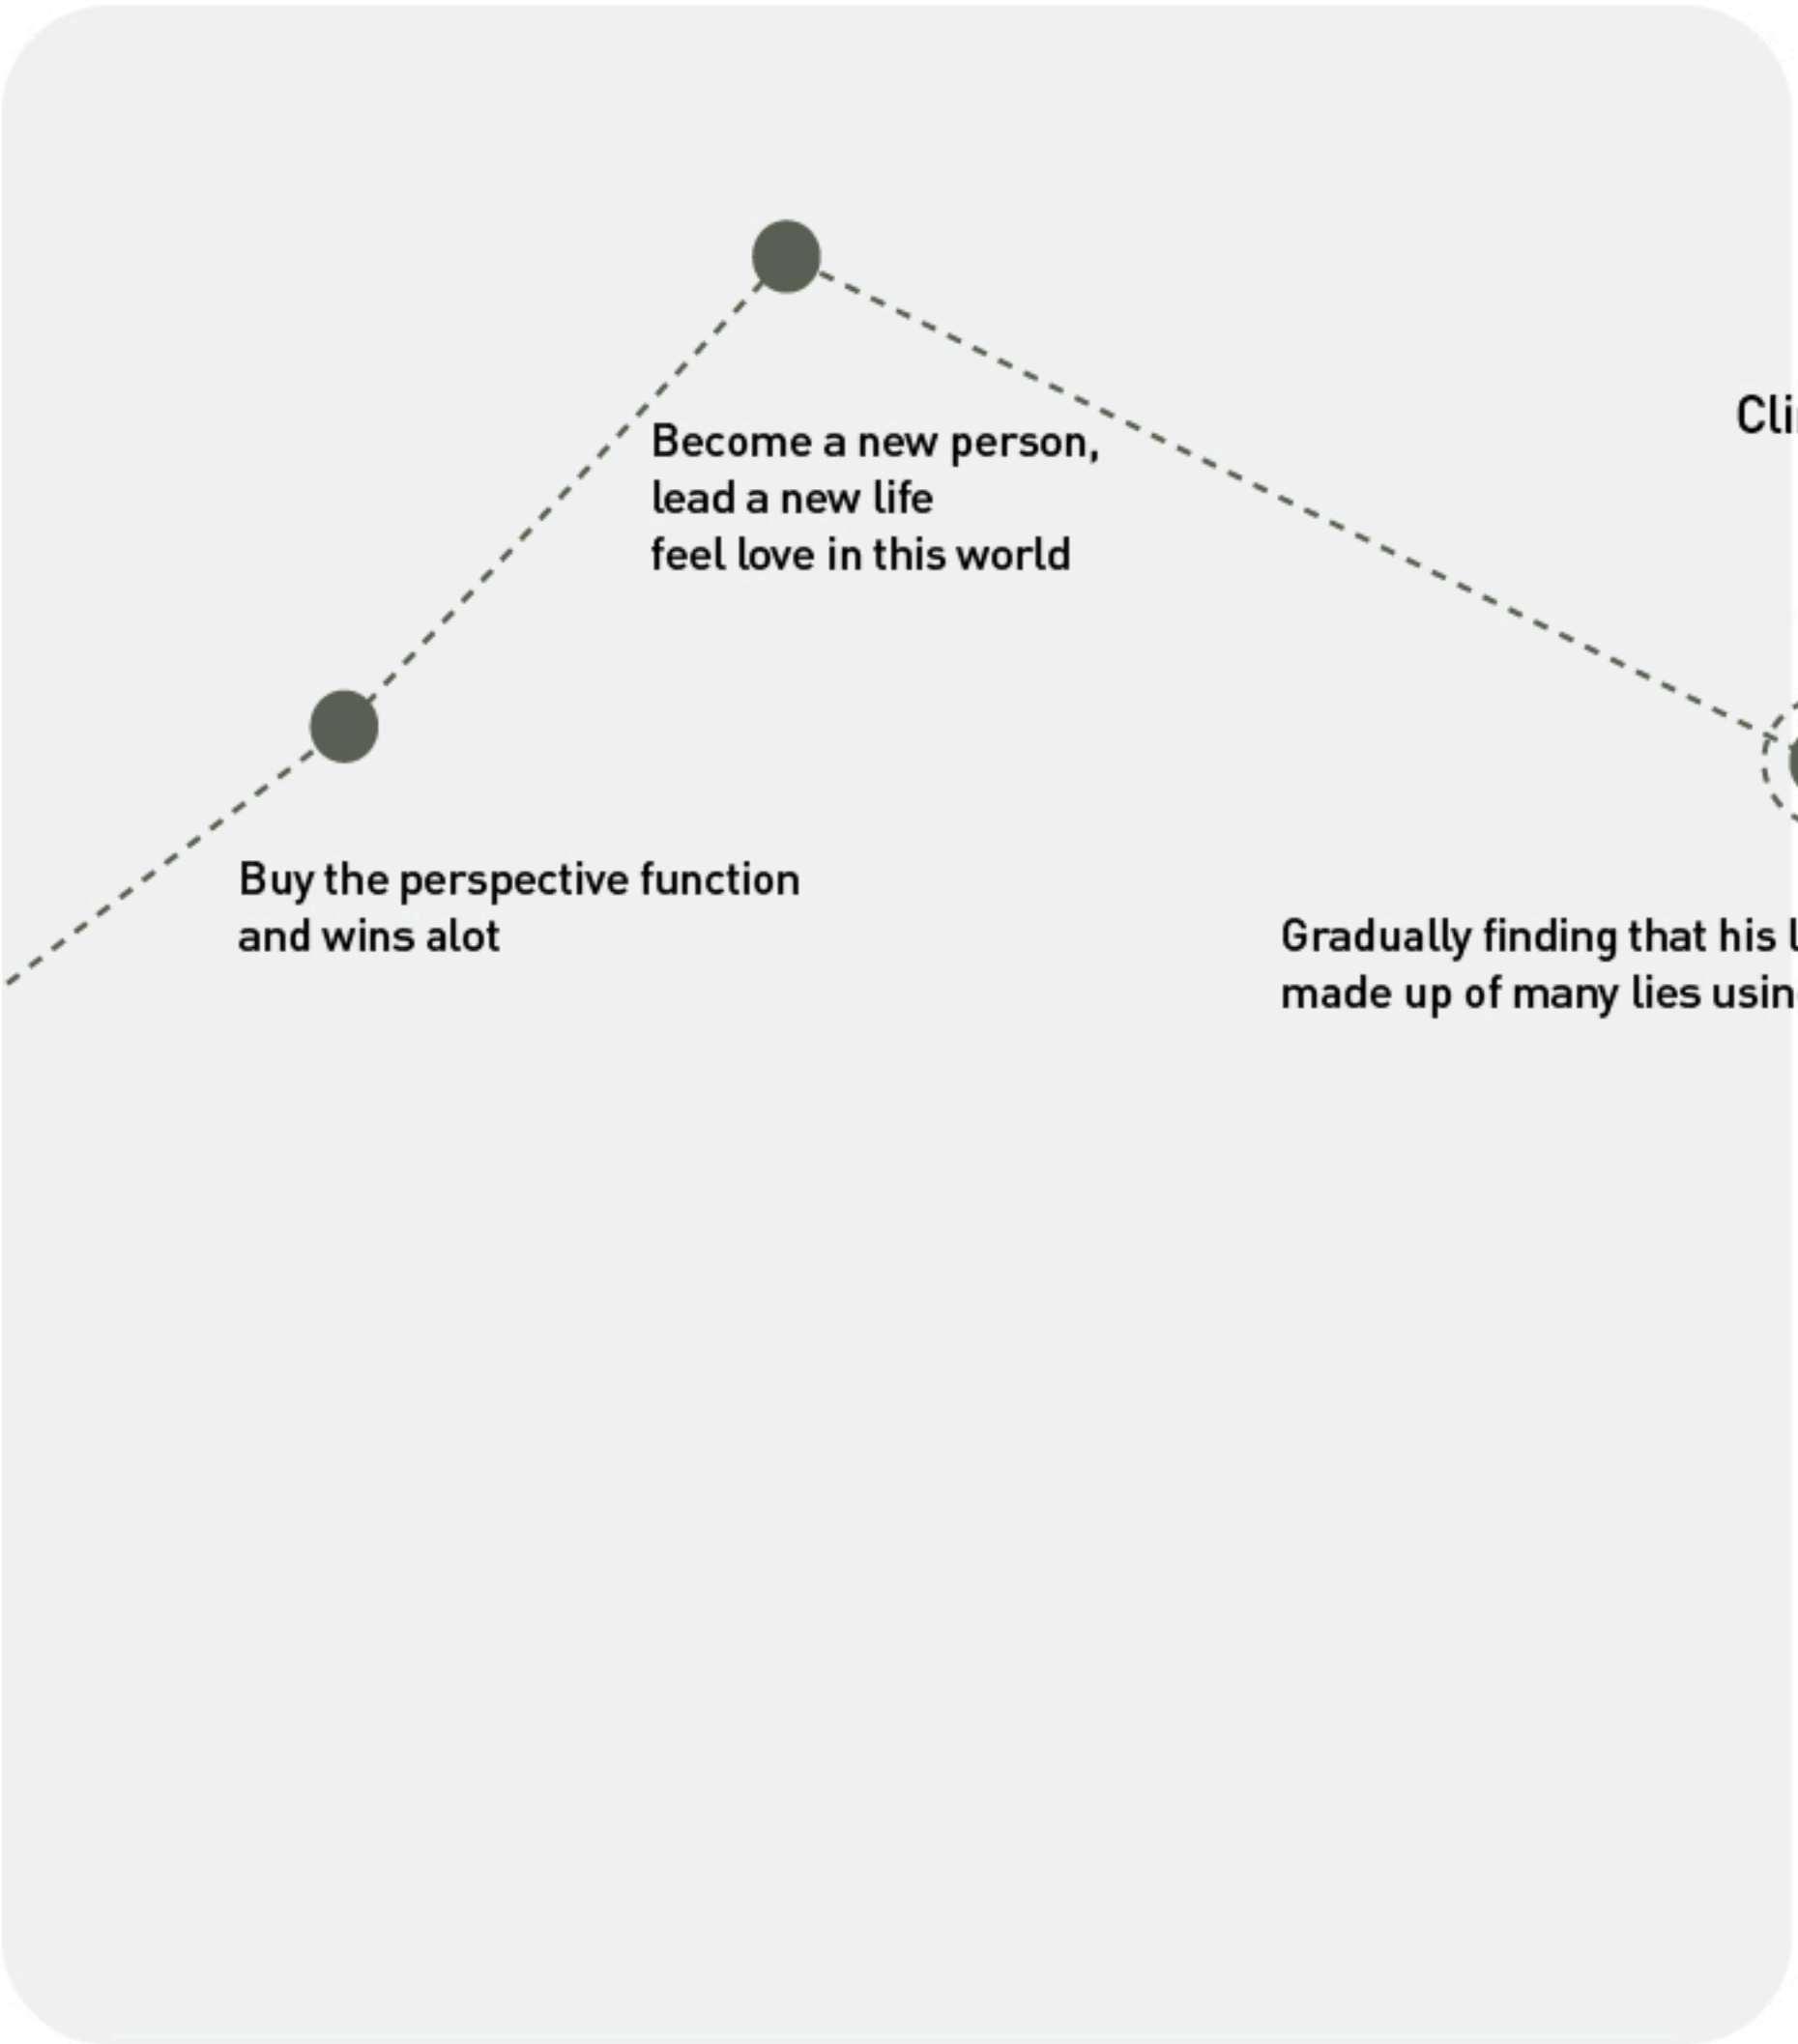 Become a new person,
lead a new life
feel love in this world
Buy the perspective function
and wins alot
Gradually finding that his
made up of many lies